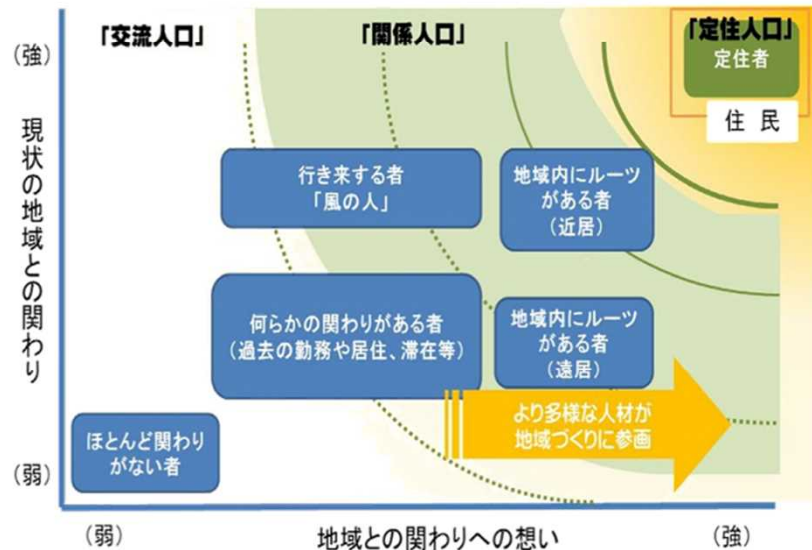 「交流人口」
「関係人口」
「定住人口」
定住者
住 民
(強)
現状の地域との関わり
(弱)
行き来する者
「風の人」
地域内にルーツ
がある者
(近居)
何らかの関わりがある者
(過去の勤務や居住、滞在等)
地域内にルーツ
がある者
(遠居)
ほとんど関わり
がない者
より多様な人材が
地域づくりに参画
(弱)
地域との関わりへの想い
(強)